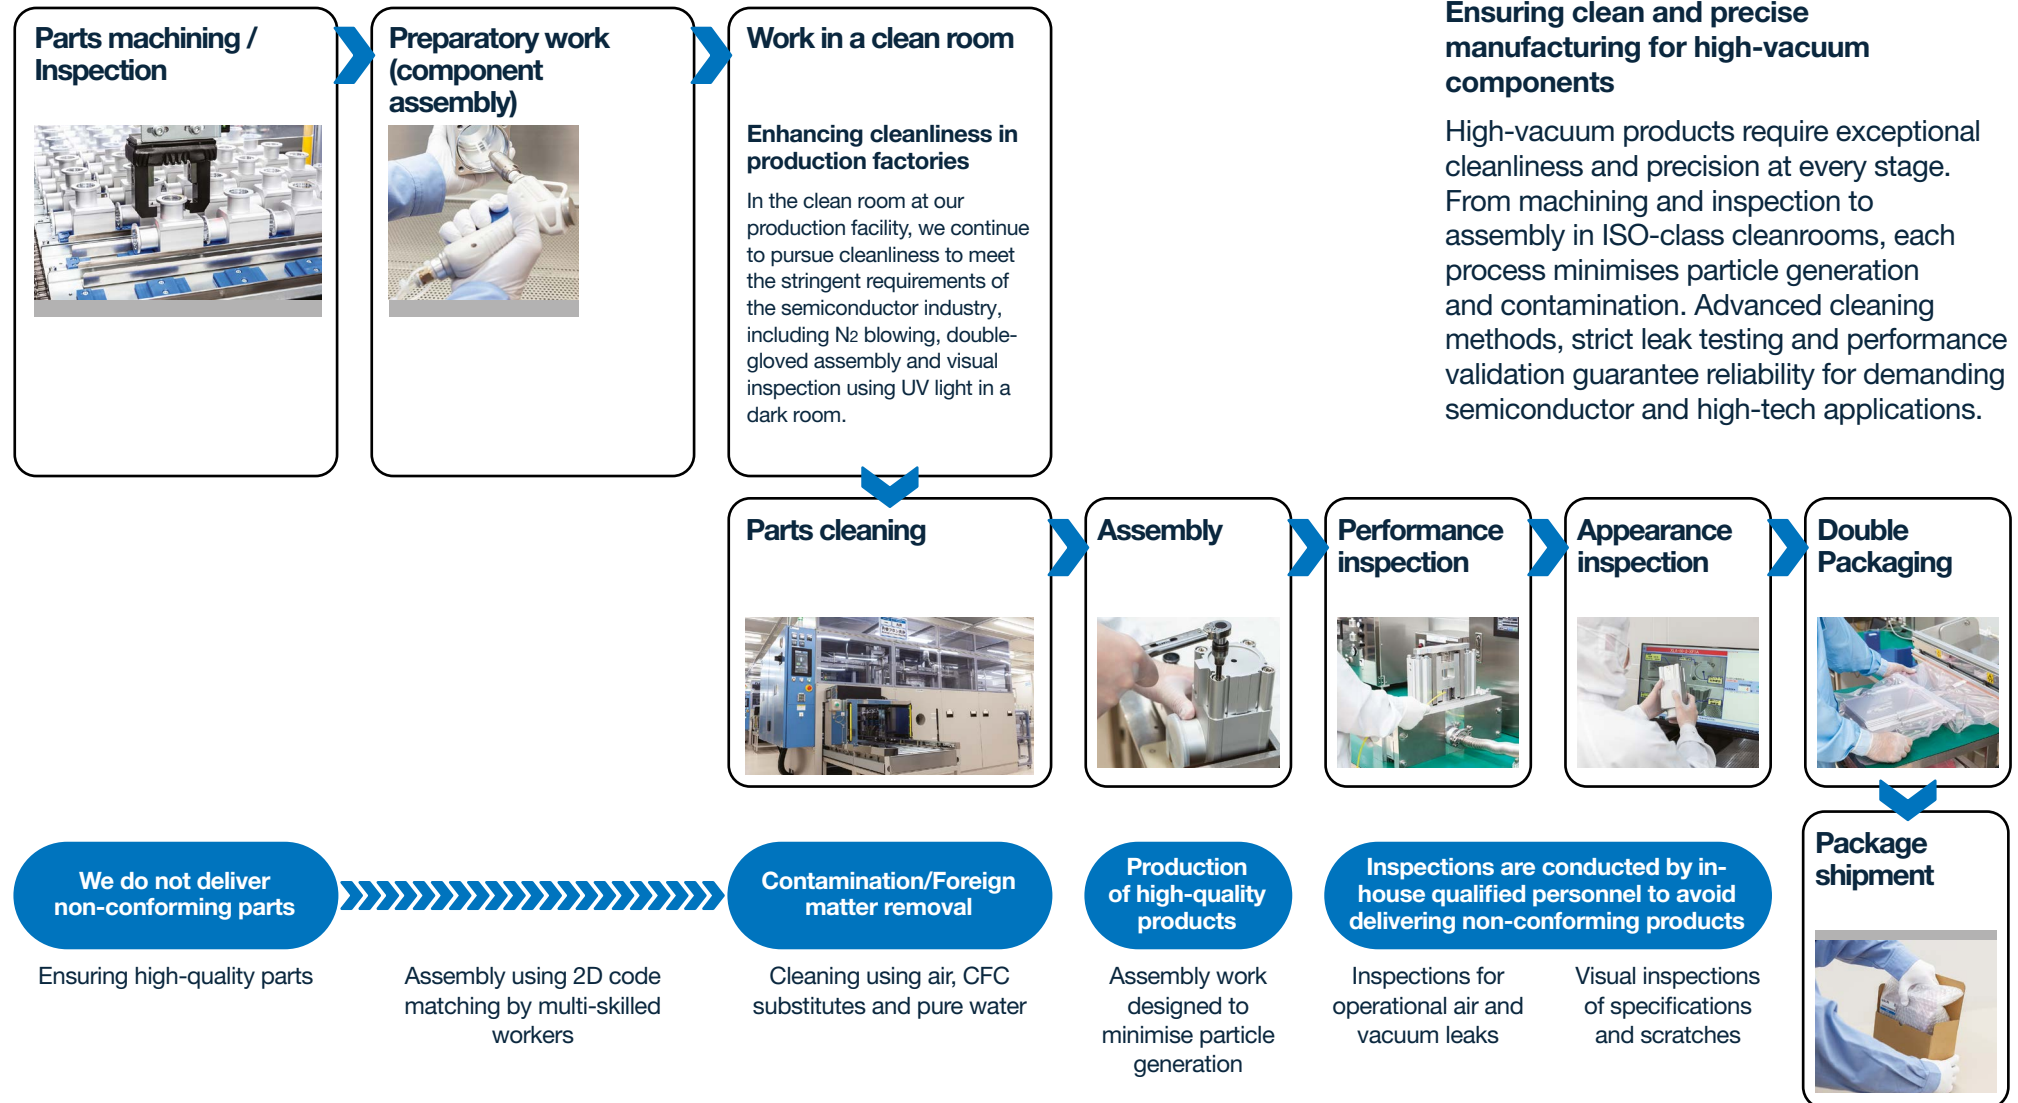 Parts machining /
Inspection
Preparatory work
(component
assembly)
Work in a clean room
Enhancing cleanliness in
production factories
In the clean room at our
production facility, we continue
to pursue cleanliness to meet
the stringent requirements of
the semiconductor industry,
including N2 blowing, double-
gloved assembly and visual
inspection using UV light in a
dark room.
Ensuring clean and precise
manufacturing for high-vacuum
components
High-vacuum products require exceptional
cleanliness and precision at every stage.
From machining and inspection to
assembly in ISO-class cleanrooms, each
process minimises particle generation
and contamination. Advanced cleaning
methods, strict leak testing and performance
validation guarantee reliability for demanding
semiconductor and high-tech applications.
Parts cleaning
Assembly
Performance
inspection
Appearance
inspection
Double
Packaging
Package
shipment
We do not deliver
non-conforming parts
Contamination/Foreign
matter removal
Production
of high-quality
products
Inspections are conducted by in-
house qualified personnel to avoid
delivering non-conforming products
Ensuring high-quality parts
Assembly using 2D code
matching by multi-skilled
workers
Cleaning using air, CFC
substitutes and pure water
Assembly work
designed to
minimise particle
generation
Inspections for
operational air and
vacuum leaks
Visual inspections
of specifications
and scratches